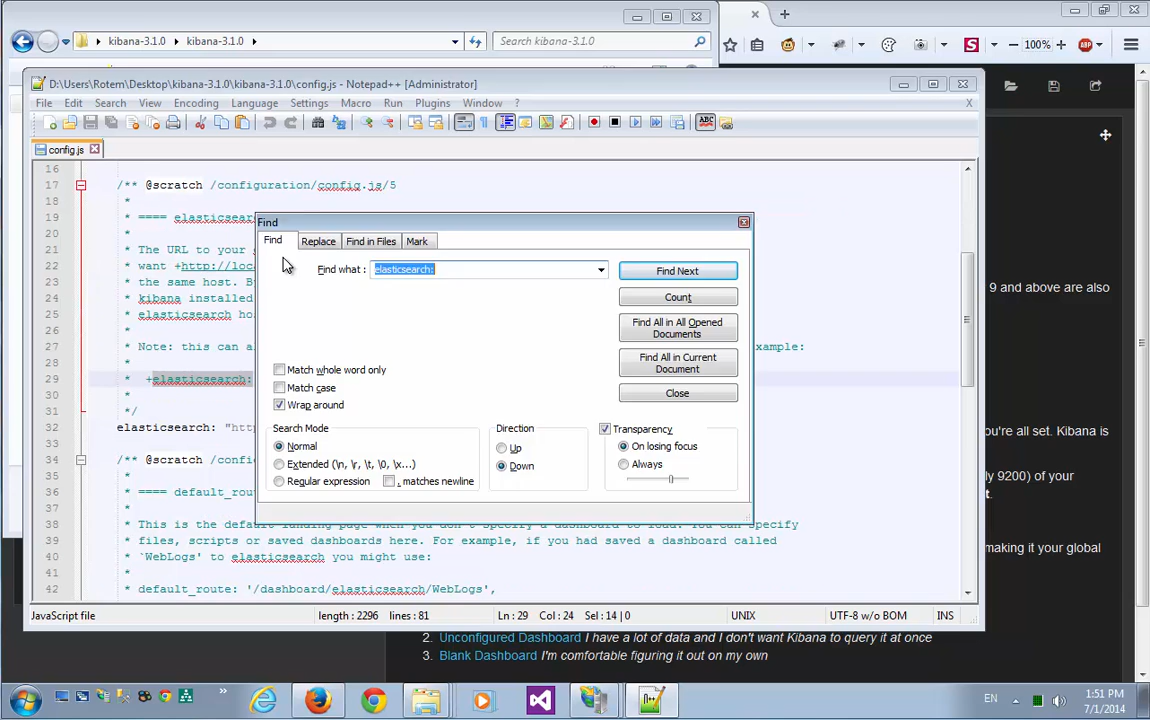 kibana-3.1.0 kibana-3.1.0
Search kibana-3.1.0
S
100%
ABP
D:\Users\Rotem\Desktop\kibana-3.1.0\kibana-3.1.0\config.js - Notepad++ [Administrator]
File Edit Search View Encoding Language Settings Macro Run Plugins Window ? X
ABC
config.js
16
17 /** @scratch /configuration/config.js/5
18 *
19 * ==== elasticsear
20 *
21 * The URL to your
22 * want +http://loc
23 * the same host. B
24 * kibana installed
25 * elasticsearch ho
26 *
27 * Note: this can a
xample:
28 *
29 * +elasticsearch:
30 *
31 */
32 elasticsearch: "htt
33
34 /** @scratch /confi
35 *
36 * ==== default_rou
37 *
38 * This is the default landing page when you don't specify a dashboard to load. You can specify
39 * files, scripts or saved dashboards here. For example, if you had saved a dashboard called
40 * `WebLogs' to elasticsearch you might use:
41 *
42 * default_route: '/dashboard/elasticsearch/WebLogs',
Find
Find Replace Find in Files Mark
Find what : elasticsearch:
Find Next
Count
Find All in All Opened
Documents
Find All in Current
Document
Close
Match whole word only
Match case
Wrap around
Search Mode
Normal
Extended (\n, \r, \t, \0, \x...)
Regular expression . matches newline
Direction
Up
Down
Transparency
On losing focus
Always
JavaScript file length : 2296 lines : 81 Ln : 29 Col : 24 Sel : 14 | 0 UNIX UTF-8 w/o BOM INS
9 and above are also
ou're all set. Kibana is
ly 9200) of your
t.
making it your global
2. Unconfigured Dashboard I have a lot of data and I don't want Kibana to query it at once
3. Blank Dashboard I'm comfortable figuring it out on my own
EN
1:51 PM
7/1/2014